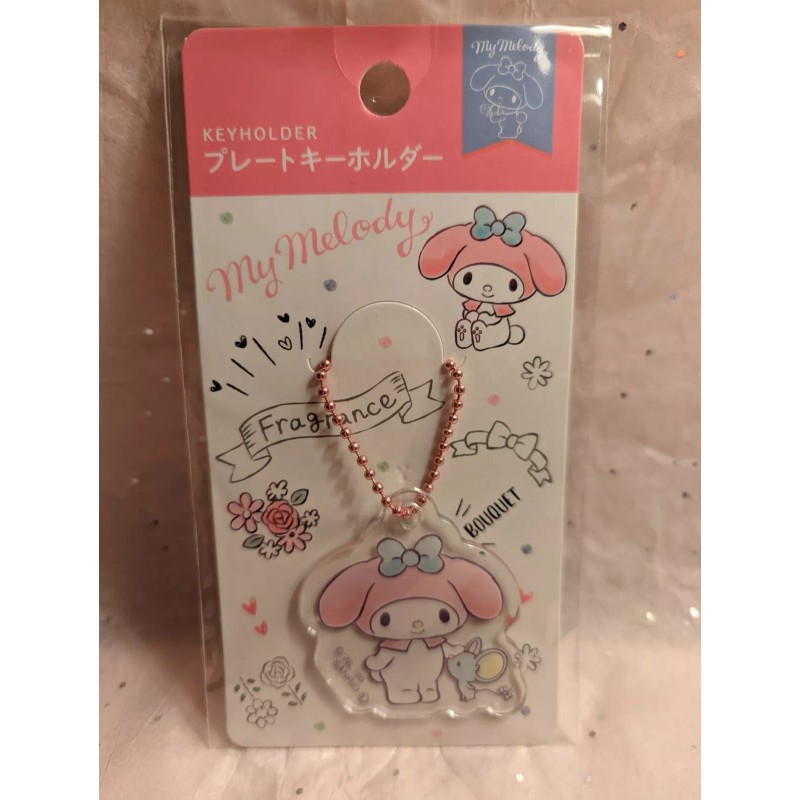 My Melody
KEYHOLDER
プレートキーホルダー
My Melody
Fragrance
BOUQUET